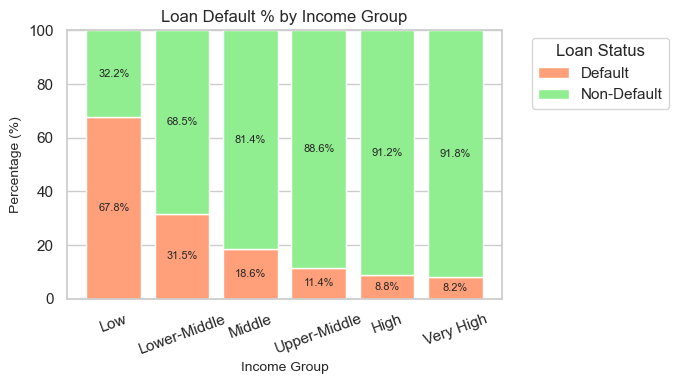 Loan Default % by Income Group
Percentage (%)
100
80
60
40
20
0
32.2%
68.5%
81.4%
88.6%
91.2%
91.8%
67.8%
31.5%
18.6%
11.4%
8.8%
8.2%
Low
Lower-Middle
Middle
Upper-Middle
High
Very High
Income Group
Loan Status
Default
Non-Default